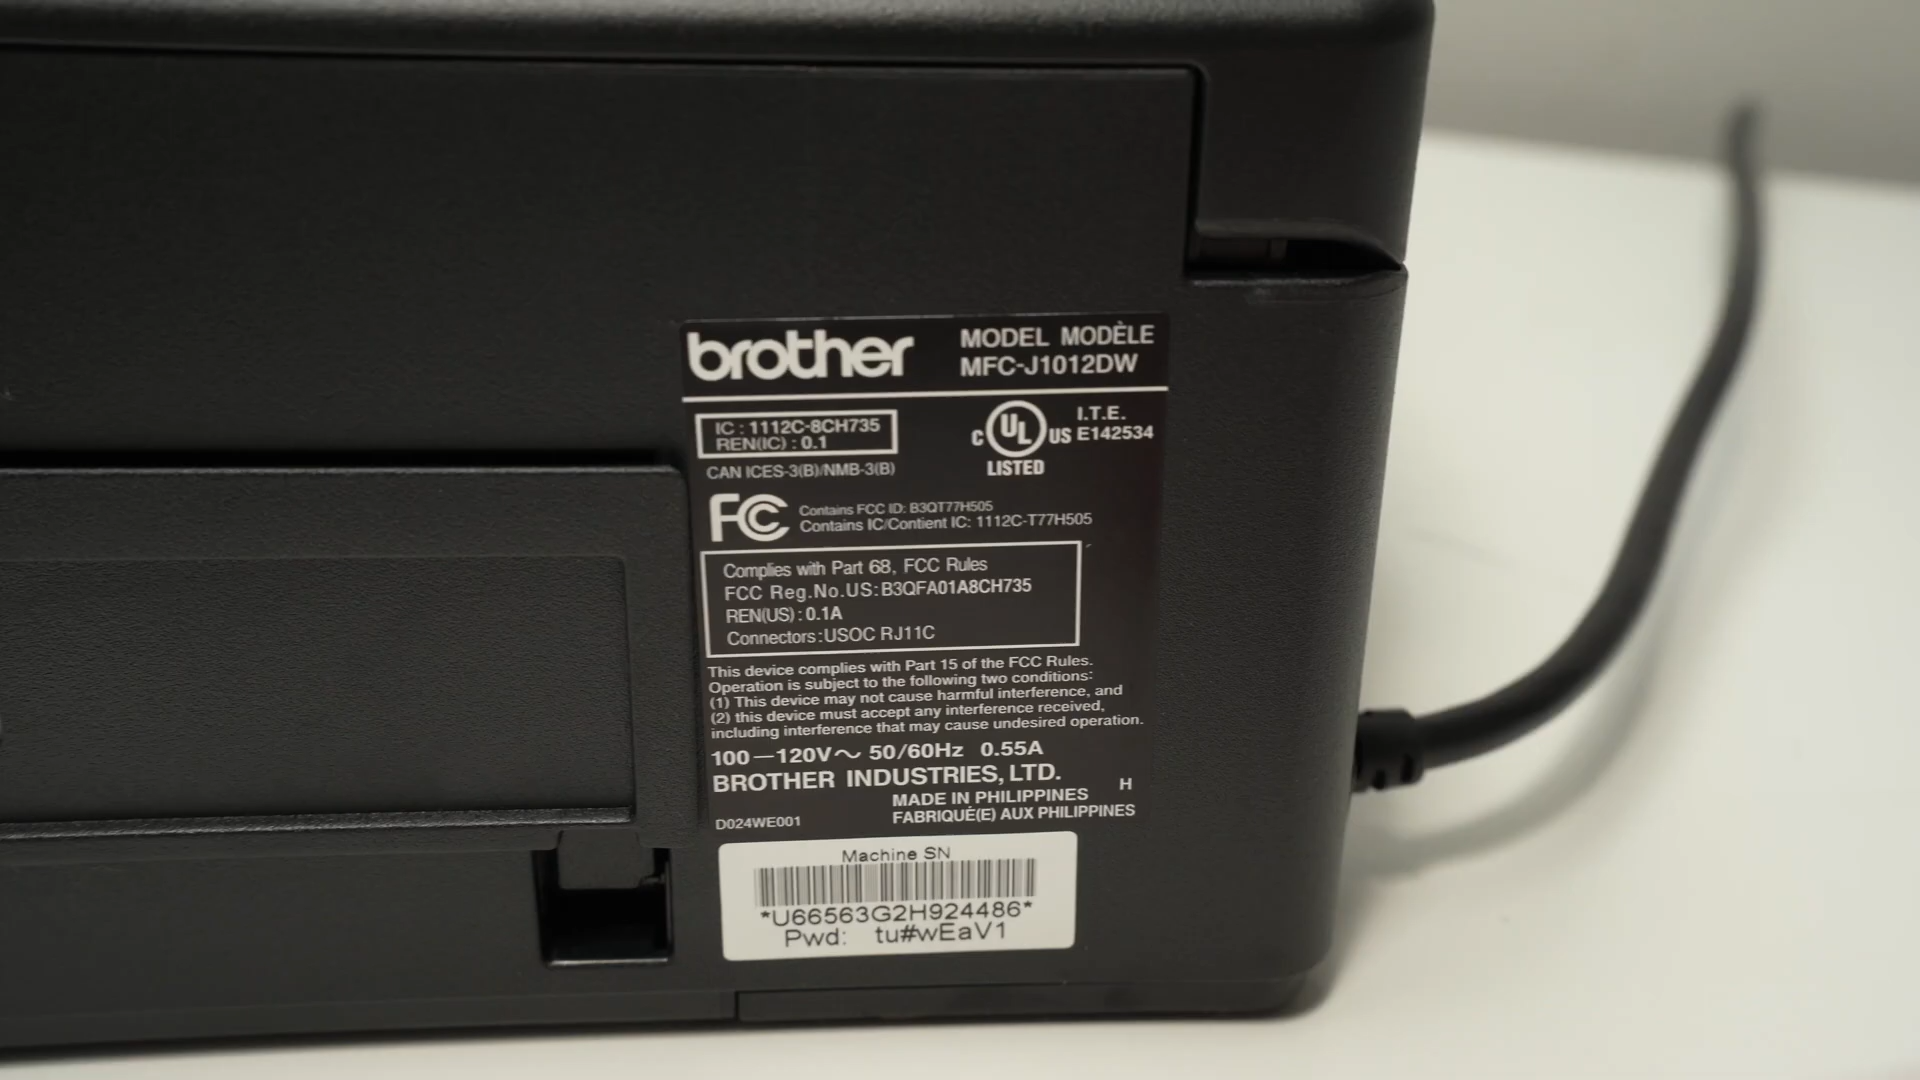 brother
MODEL MODÈLE
MFC-J1012DW
IC : 1112C-8CH735
REN(IC) : 0.1
CAN ICES-3(B)/NMB-3(B)
C UL US
LISTED
I.T.E.
E142534
FC Contains FCC ID: B3QT77H505
Contains IC/Contient IC: 1112C-T77H505
Complies with Part 68, FCC Rules
FCC Reg.No.US:B3QFA01A8CH735
REN(US) : 0.1A
Connectors:USOC RJ11C
This device complies with Part 15 of the FCC Rules.
Operation is subject to the following two conditions:
(1) This device may not cause harmful interference, and
(2) this device must accept any interference received,
including interference that may cause undesired operation.
100—120V～ 50/60Hz 0.55A
BROTHER INDUSTRIES, LTD.
MADE IN PHILIPPINES H
D024WE001 FABRIQUÉ(E) AUX PHILIPPINES
Machine SN
*U66563G2H924486*
Pwd: tu#wEaV1